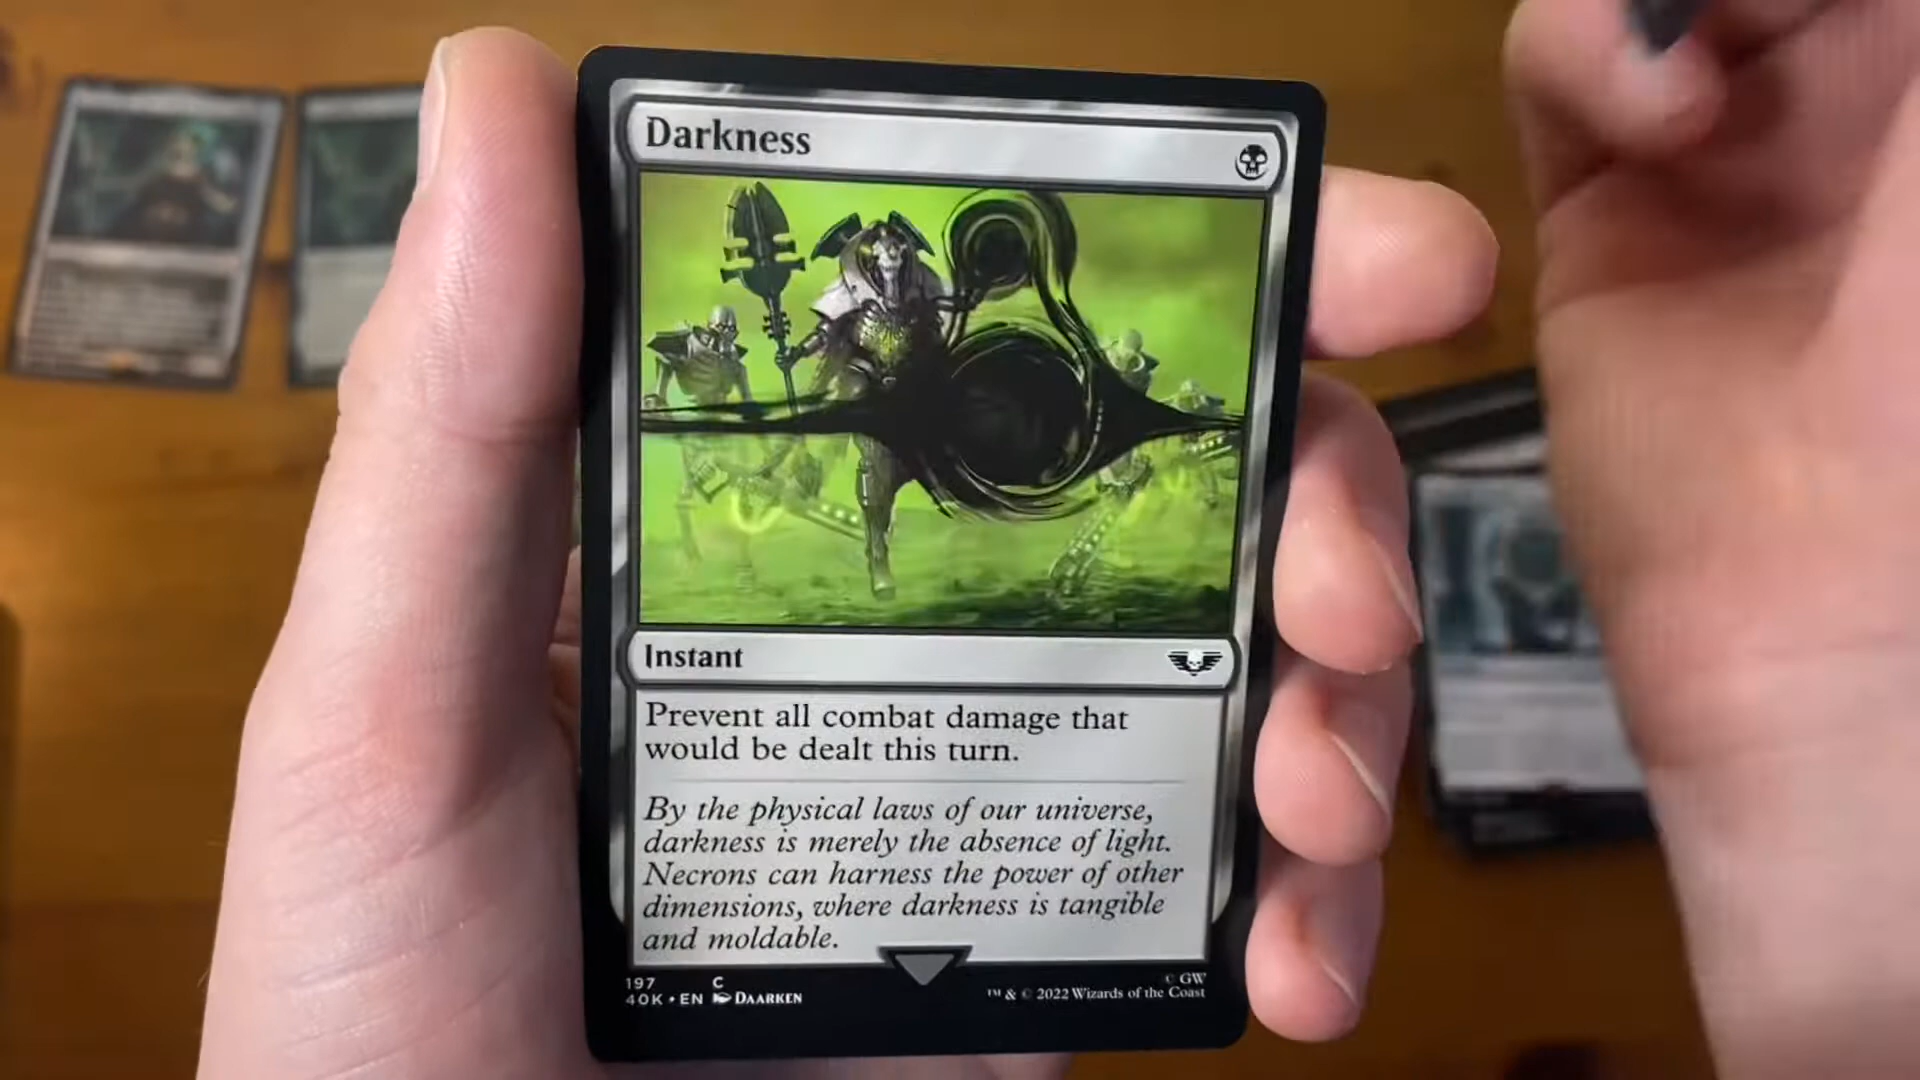 Darkness
Instant
Prevent all combat damage that
would be dealt this turn.
By the physical laws of our universe,
darkness is merely the absence of light.
Necrons can harness the power of other
dimensions, where darkness is tangible
and moldable.
197 C
40K • EN DAARKEN
© GW
™ & © 2022 Wizards of the Coast